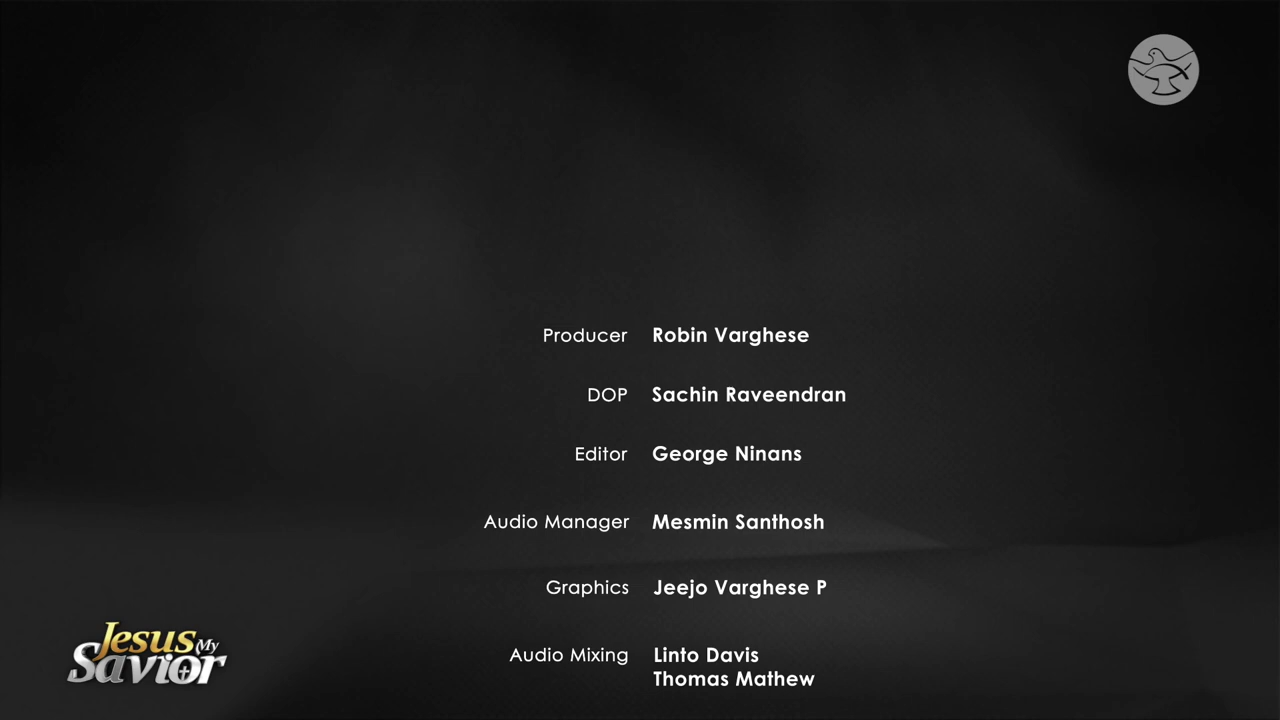 Producer Robin Varghese
DOP Sachin Raveendran
Editor George Ninans
Audio Manager Mesmin Santhosh
Graphics Jeejo Varghese P
Audio Mixing Linto Davis
Thomas Mathew
Jesus My
Savior